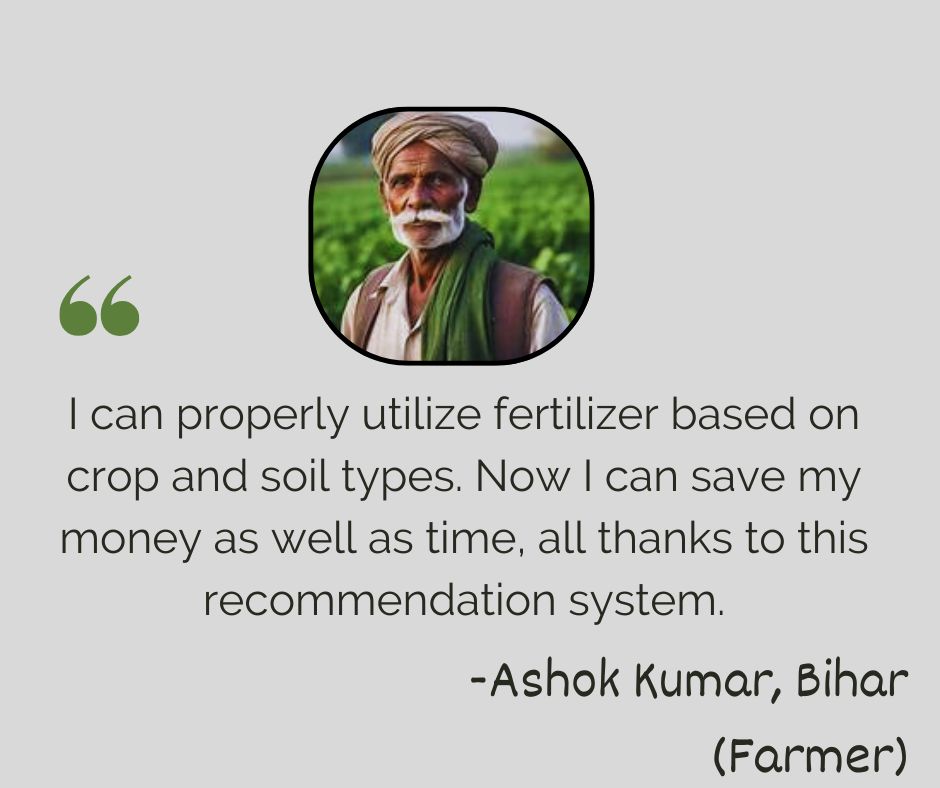 “
I can properly utilize fertilizer based on
crop and soil types. Now I can save my
money as well as time, all thanks to this
recommendation system.
-Ashok Kumar, Bihar
(Farmer)